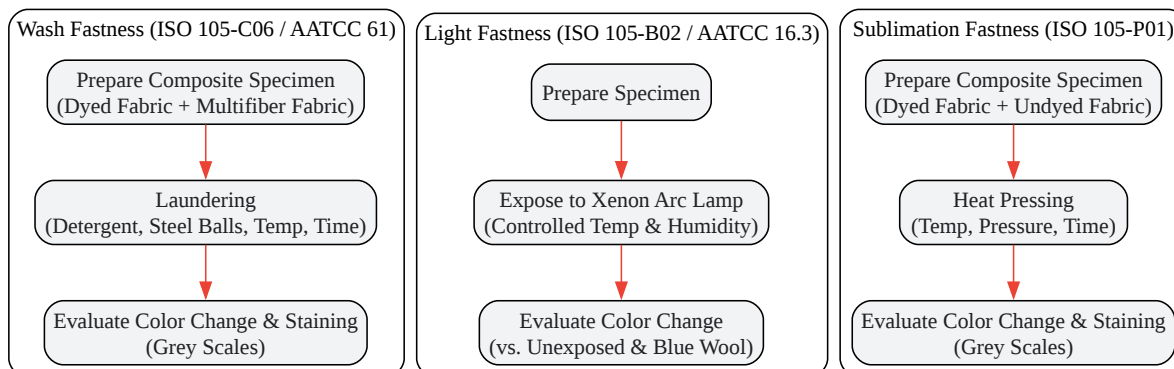 Wash Fastness (ISO 105-C06 / AATCC 61)
Prepare Composite Specimen
(Dyed Fabric + Multifiber Fabric)
Laundering
(Detergent, Steel Balls, Temp, Time)
Evaluate Color Change & Staining
(Grey Scales)
Light Fastness (ISO 105-B02 / AATCC 16.3)
Prepare Specimen
Expose to Xenon Arc Lamp
(Controlled Temp & Humidity)
Evaluate Color Change
(vs. Unexposed & Blue Wool)
Sublimation Fastness (ISO 105-P01)
Prepare Composite Specimen
(Dyed Fabric + Undyed Fabric)
Heat Pressing
(Temp, Pressure, Time)
Evaluate Color Change & Staining
(Grey Scales)